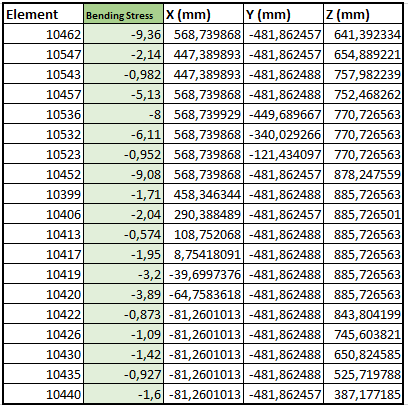 Element Bending Stress X (mm) Y (mm) Z (mm)
10462 -9,36 568,739868 -481,862457 641,392334
10547 -2,14 447,389893 -481,862457 654,889221
10543 -0,982 447,389893 -481,862488 757,982239
10457 -5,13 568,739868 -481,862457 752,468262
10536 -8 568,739929 -449,689667 770,726563
10532 -6,11 568,739868 -340,029266 770,726563
10523 -0,952 568,739868 -121,434097 770,726563
10452 -9,08 568,739868 -481,862457 878,247559
10399 -1,71 458,346344 -481,862488 885,726563
10406 -2,04 290,388489 -481,862457 885,726501
10413 -0,574 108,752068 -481,862488 885,726563
10417 -1,95 8,75418091 -481,862457 885,726563
10419 -3,2 -39,6997376 -481,862488 885,726563
10420 -3,89 -64,7583618 -481,862488 885,726563
10422 -0,873 -81,2601013 -481,862488 843,804199
10426 -1,09 -81,2601013 -481,862488 745,603821
10430 -1,42 -81,2601013 -481,862488 650,824585
10435 -0,927 -81,2601013 -481,862488 525,719788
10440 -1,6 -81,2601013 -481,862457 387,177185